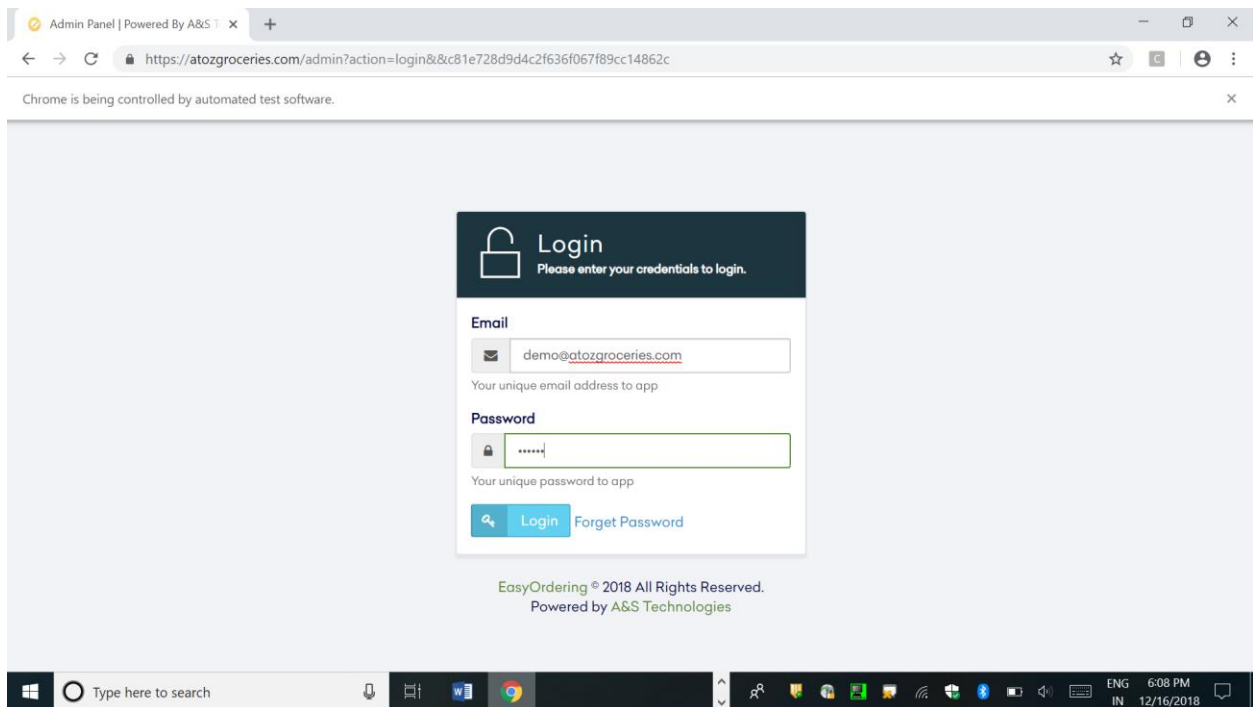 Admin Panel | Powered By A&S T
https://atozgroceries.com/admin?action=login&&c81e728d9d4c2f636f067f89cc14862c
Chrome is being controlled by automated test software.
Login
Please enter your credentials to login.
Email
demo@atozgroceries.com
Your unique email address to app
Password
••••••
Your unique password to app
Login Forget Password
EasyOrdering © 2018 All Rights Reserved.
Powered by A&S Technologies
Type here to search
ENG 6:08 PM
IN 12/16/2018